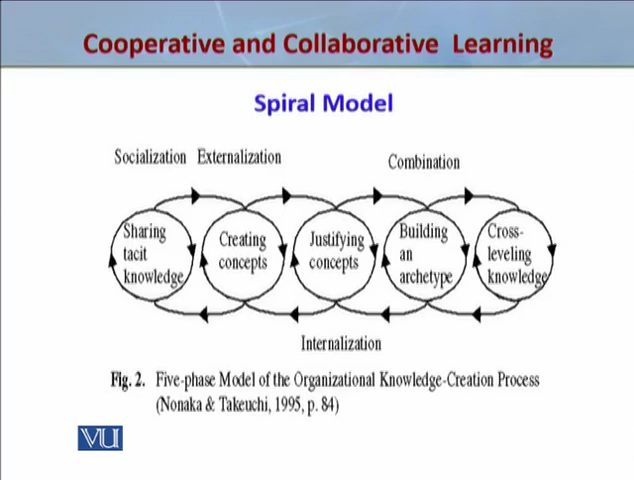 Cooperative and Collaborative Learning
Spiral Model
Socialization Externalization Combination
Sharing
tacit
knowledge
Creating
concepts
Justifying
concepts
Building
an
archetype
Cross-
leveling
knowledge
Internalization
Fig. 2. Five-phase Model of the Organizational Knowledge-Creation Process
(Nonaka & Takeuchi, 1995, p. 84)
VU